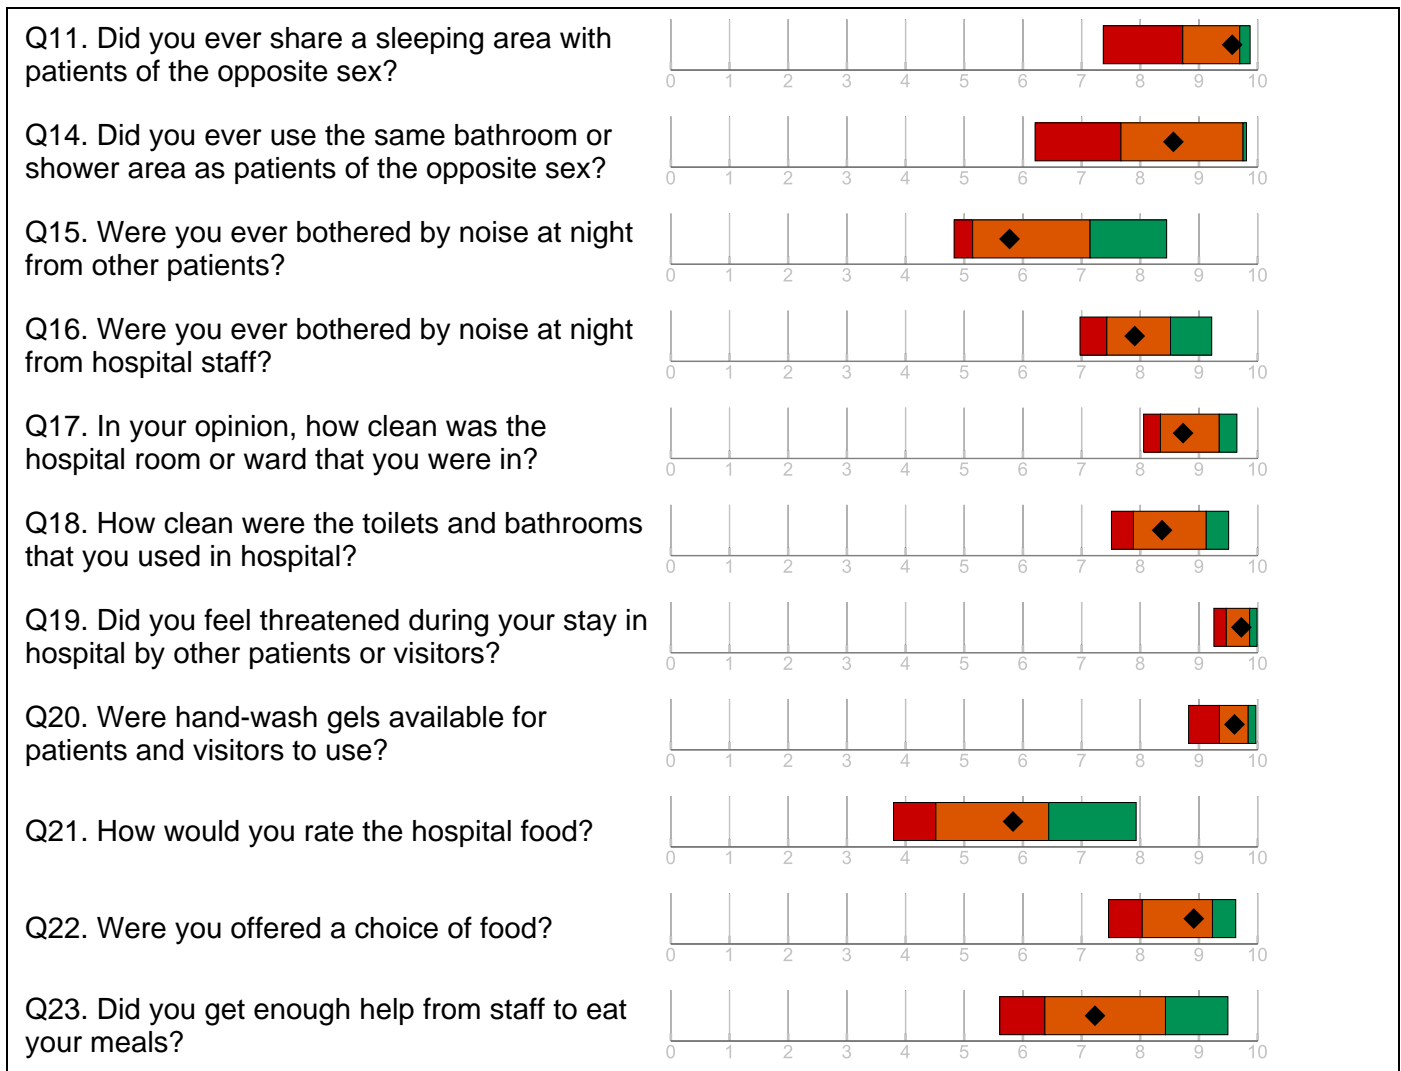 Q11. Did you ever share a sleeping area with
patients of the opposite sex?
0 1 2 3 4 5 6 7 8 9 10
Q14. Did you ever use the same bathroom or
shower area as patients of the opposite sex?
0 1 2 3 4 5 6 7 8 9 10
Q15. Were you ever bothered by noise at night
from other patients?
0 1 2 3 4 5 6 7 8 9 10
Q16. Were you ever bothered by noise at night
from hospital staff?
0 1 2 3 4 5 6 7 8 9 10
Q17. In your opinion, how clean was the
hospital room or ward that you were in?
0 1 2 3 4 5 6 7 8 9 10
Q18. How clean were the toilets and bathrooms
that you used in hospital?
0 1 2 3 4 5 6 7 8 9 10
Q19. Did you feel threatened during your stay in
hospital by other patients or visitors?
0 1 2 3 4 5 6 7 8 9 10
Q20. Were hand-wash gels available for
patients and visitors to use?
0 1 2 3 4 5 6 7 8 9 10
Q21. How would you rate the hospital food?
0 1 2 3 4 5 6 7 8 9 10
Q22. Were you offered a choice of food?
0 1 2 3 4 5 6 7 8 9 10
Q23. Did you get enough help from staff to eat
your meals?
0 1 2 3 4 5 6 7 8 9 10